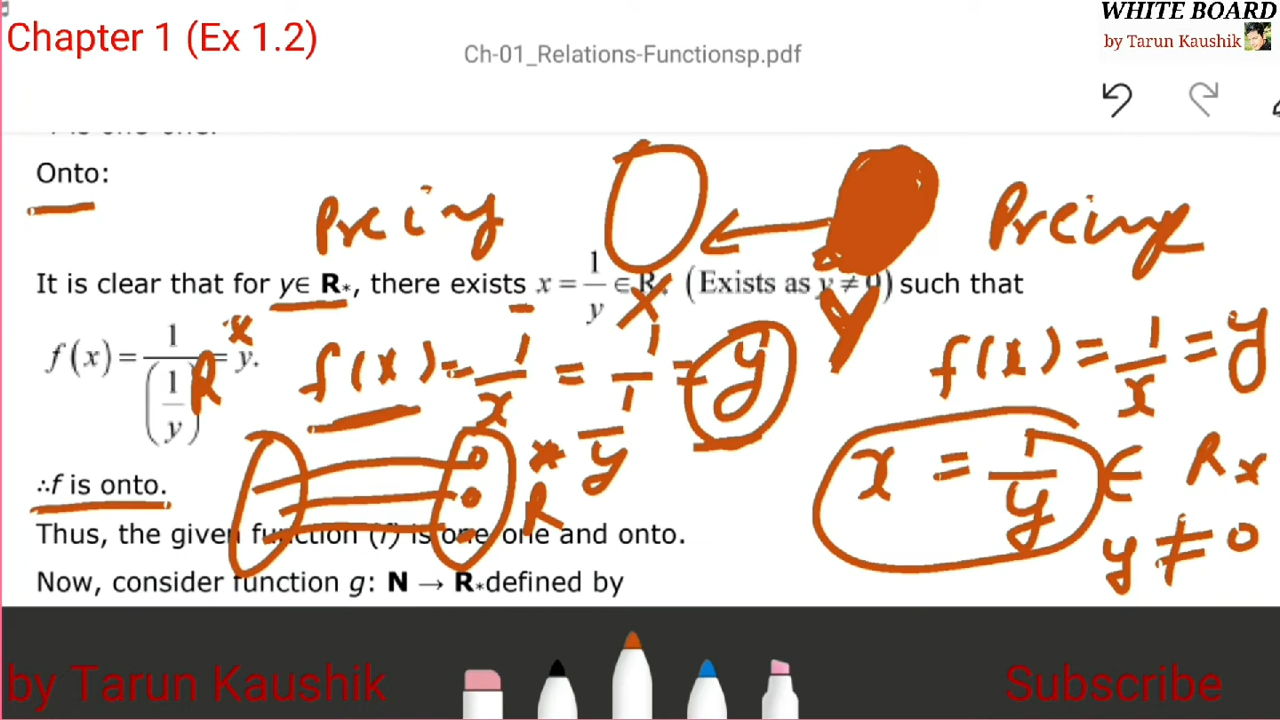 WHITE BOARD
by Tarun Kaushik
Chapter 1 (Ex 1.2)
Ch-01_Relations-Functionsp.pdf
Onto:
It is clear that for y∈ R*, there exists x = 1/y ∈ R* (Exists as y ≠ 0) such that
X
Y
f(x) = 1/(1/y) = y.
R*
f(x) = 1/x = 1/(1/y) = y
f(x) = 1/x = y
x = 1/y ∈ R*
y ≠ 0
R*
∴f is onto.
Thus, the given function (f) is one-one and onto.
Now, consider function g: N → R*defined by
by Tarun Kaushik
Subscribe